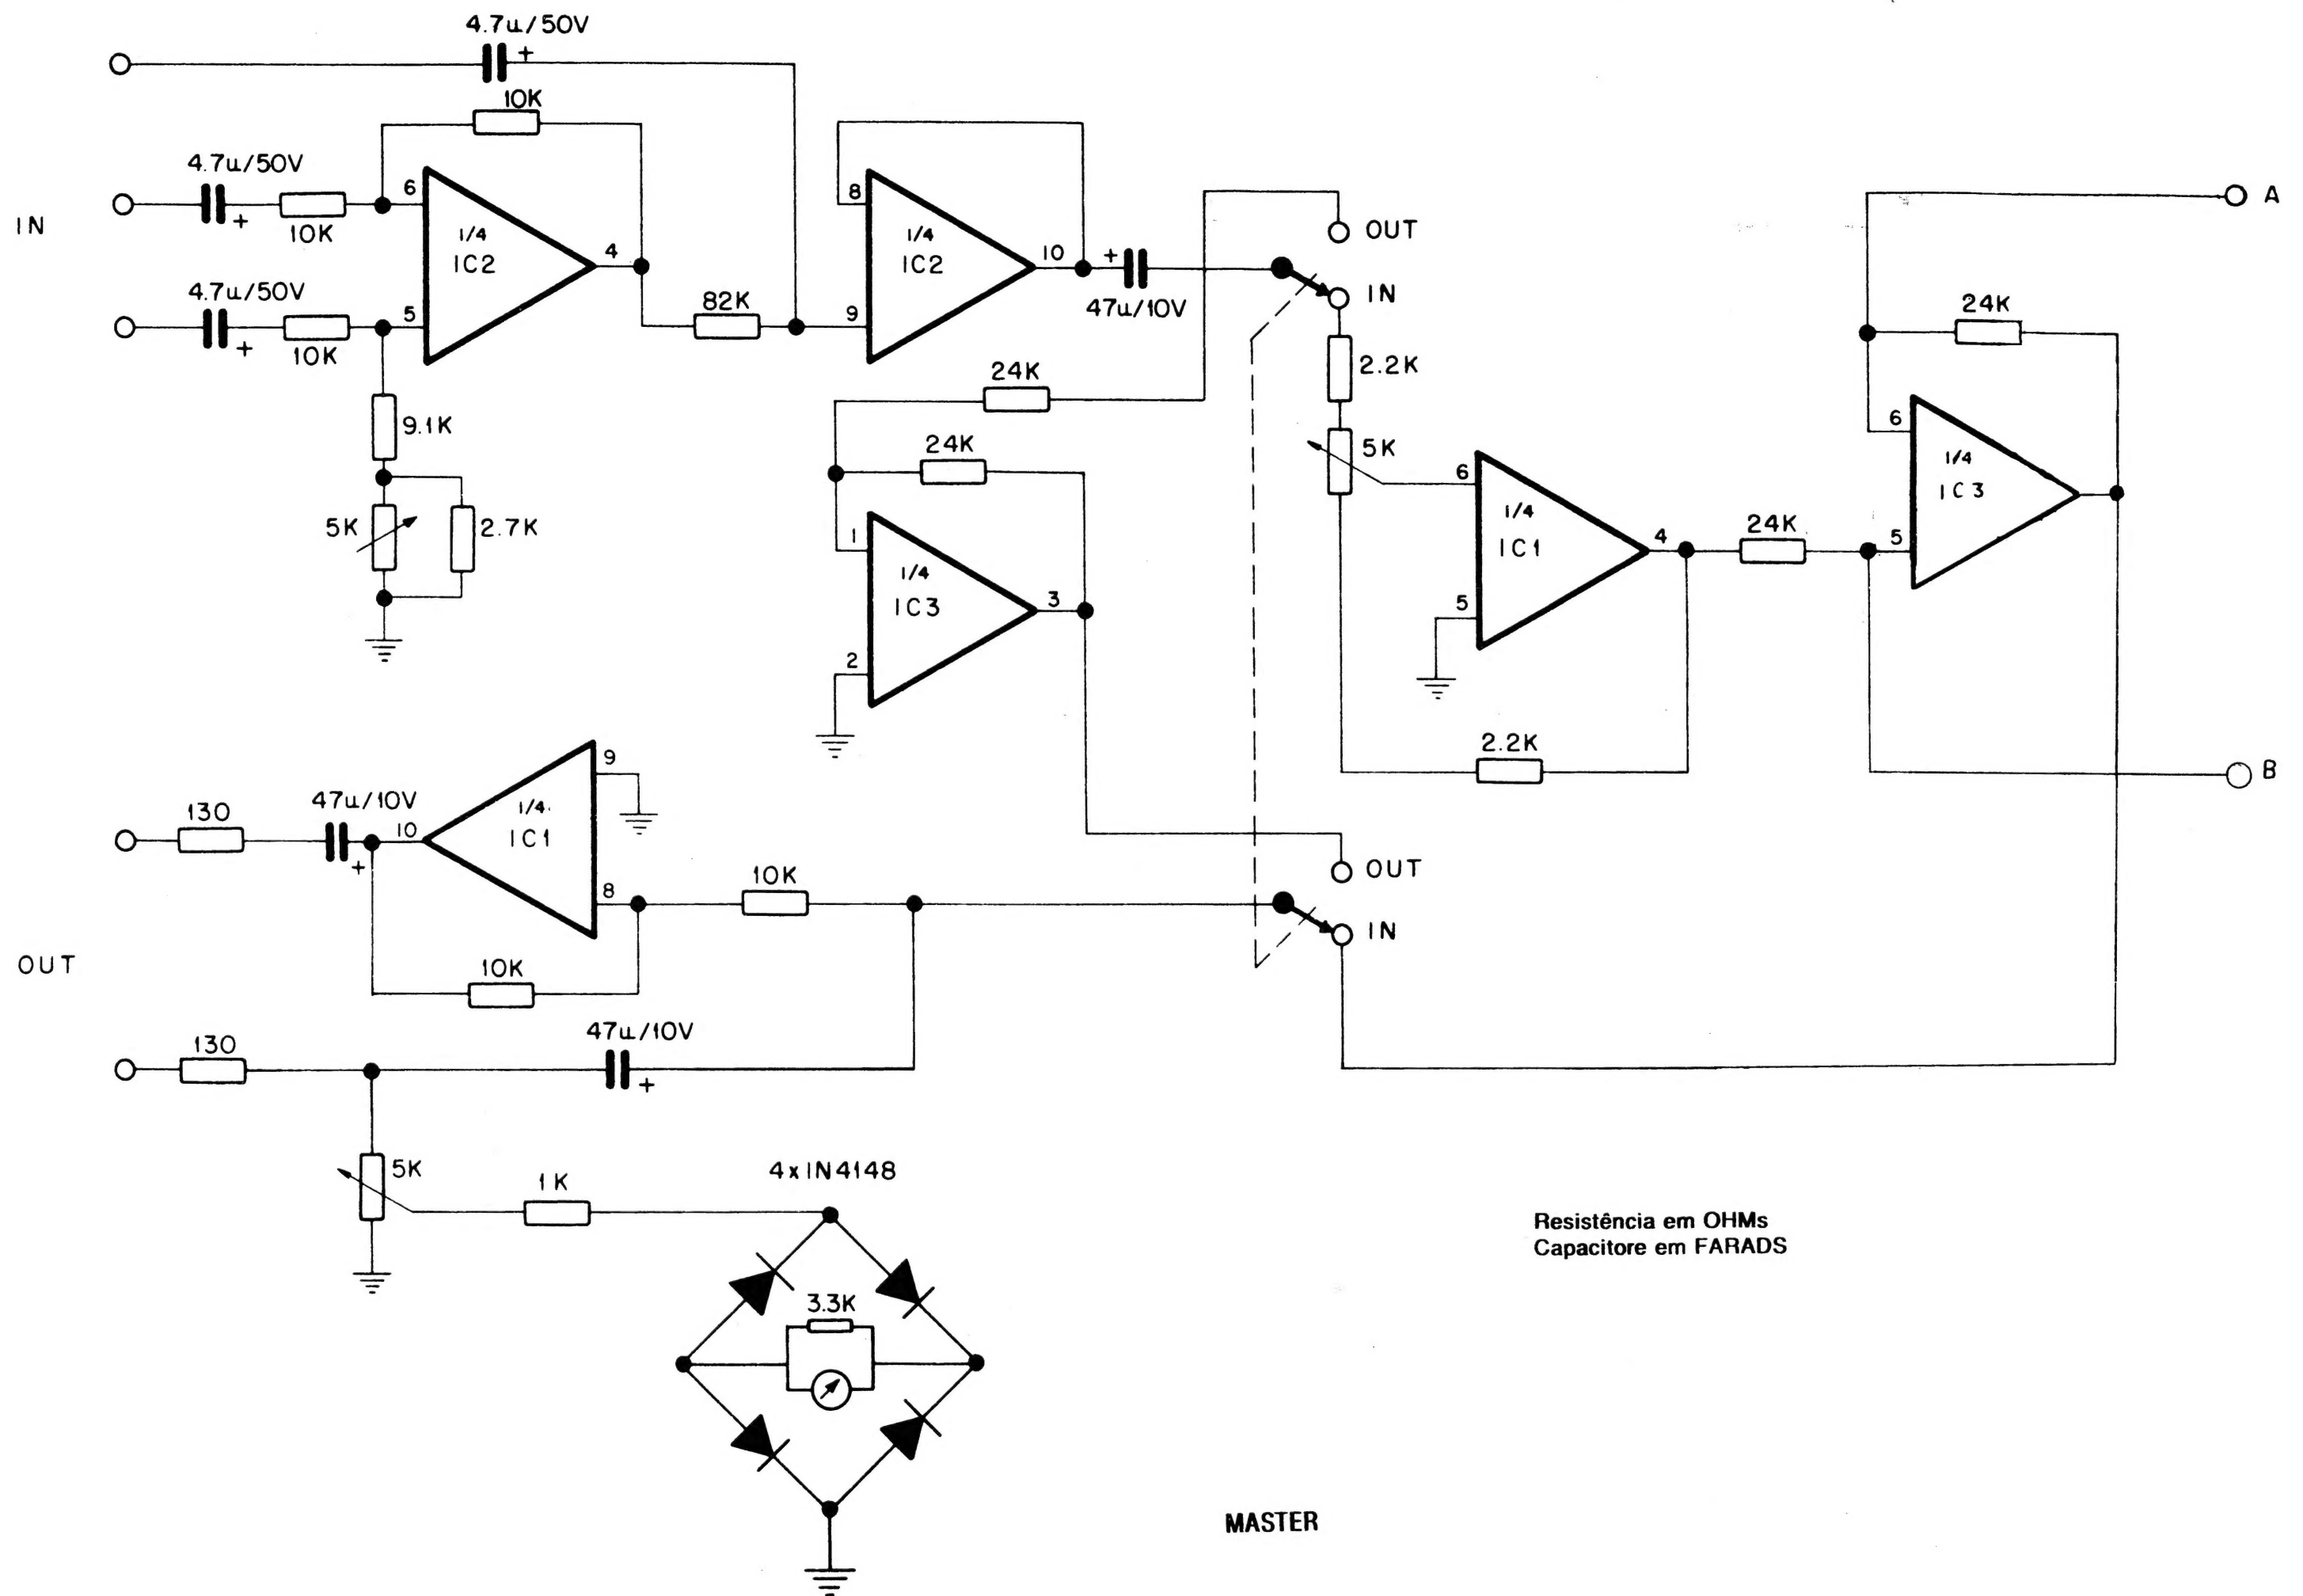 4.7u/50V
+
10K
4.7u/50V
+
10K
6
IN
1/4
IC2
4
4.7u/50V
+
10K
5
82K
9.1K
5K
2.7K
8
1/4
IC2
10
9
+
47u/10V
OUT
IN
24K
24K
1
1/4
IC3
3
2
2.2K
5K
6
1/4
IC1
4
5
2.2K
24K
A
24K
6
1/4
IC3
5
B
130
47u/10V
+
10
1/4
IC1
9
8
10K
10K
OUT
IN
OUT
130
47u/10V
+
5K
1K
4xIN4148
3.3K
Resistência em OHMs
Capacitore em FARADS
MASTER